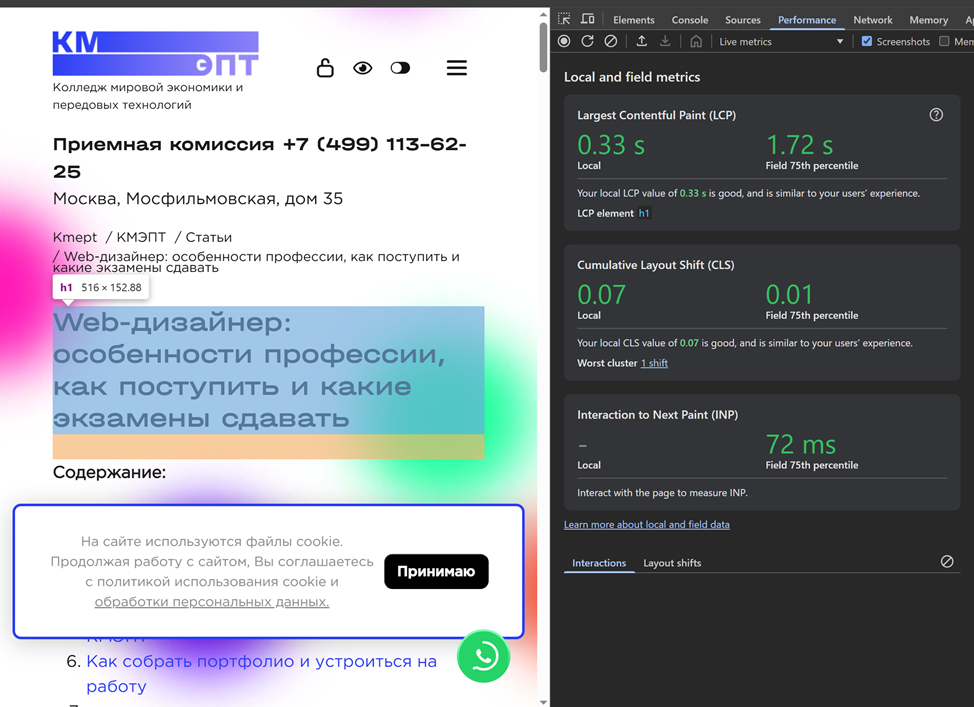 КМ
ЭПТ
Колледж мировой экономики и
передовых технологий
Приемная комиссия +7 (499) 113-62-
25
Москва, Мосфильмовская, дом 35
Kmept / КМЭПТ / Статьи
/ Web-дизайнер: особенности профессии, как поступить и
какие экзамены сдавать
h1 516 × 152.88
Web-дизайнер:
особенности профессии,
как поступить и какие
экзамены сдавать
Содержание:
На сайте используются файлы cookie.
Продолжая работу с сайтом, Вы соглашаетесь
с политикой использования cookie и
обработки персональных данных.
Принимаю
КМЭПТ
6. Как собрать портфолио и устроиться на
работу
Elements Console Sources Performance Network Memory
Live metrics Screenshots Mem
Local and field metrics
Largest Contentful Paint (LCP)
0.33 s 1.72 s
Local Field 75th percentile
Your local LCP value of 0.33 s is good, and is similar to your users’ experience.
LCP element h1
Cumulative Layout Shift (CLS)
0.07 0.01
Local Field 75th percentile
Your local CLS value of 0.07 is good, and is similar to your users’ experience.
Worst cluster 1 shift
Interaction to Next Paint (INP)
- 72 ms
Local Field 75th percentile
Interact with the page to measure INP.
Learn more about local and field data
Interactions Layout shifts